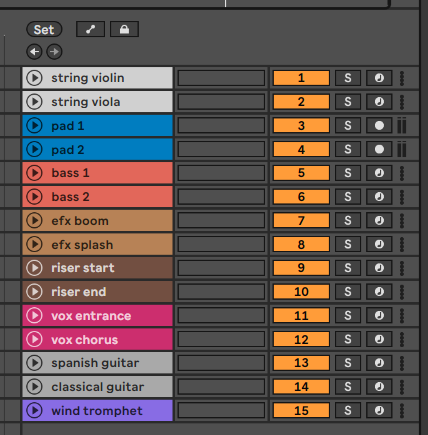 Set
string violin 1 S
string viola 2 S
pad 1 3 S
pad 2 4 S
bass 1 5 S
bass 2 6 S
efx boom 7 S
efx splash 8 S
riser start 9 S
riser end 10 S
vox entrance 11 S
vox chorus 12 S
spanish guitar 13 S
classical guitar 14 S
wind tromphet 15 S